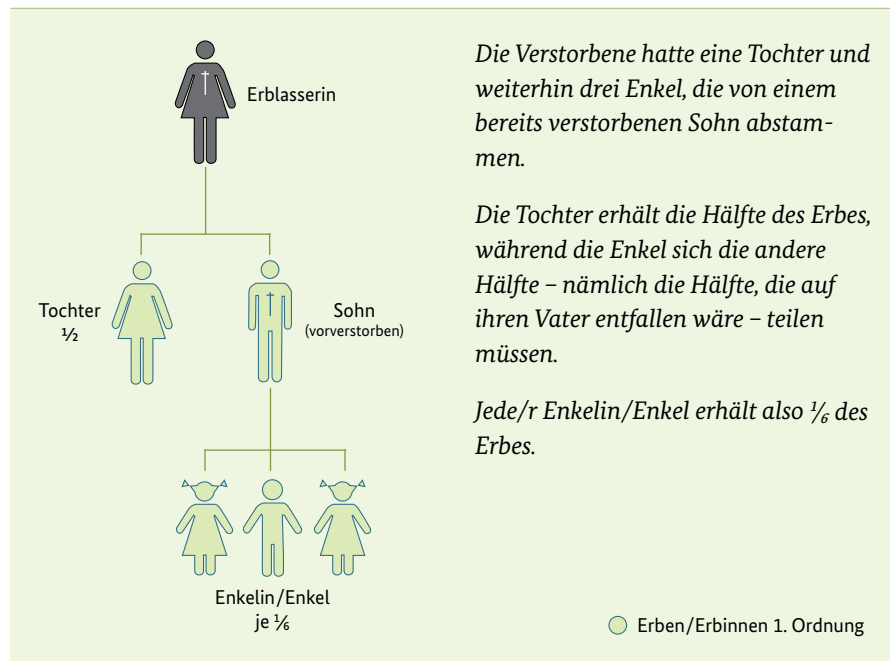 Erblasserin
Tochter
½
Sohn
(vorverstorben)
Enkelin/Enkel
je ⅙
Die Verstorbene hatte eine Tochter und
weiterhin drei Enkel, die von einem
bereits verstorbenen Sohn abstam-
men.
Die Tochter erhält die Hälfte des Erbes,
während die Enkel sich die andere
Hälfte – nämlich die Hälfte, die auf
ihren Vater entfallen wäre – teilen
müssen.
Jede/r Enkelin/Enkel erhält also ⅙ des
Erbes.
Erben/Erbinnen 1. Ordnung